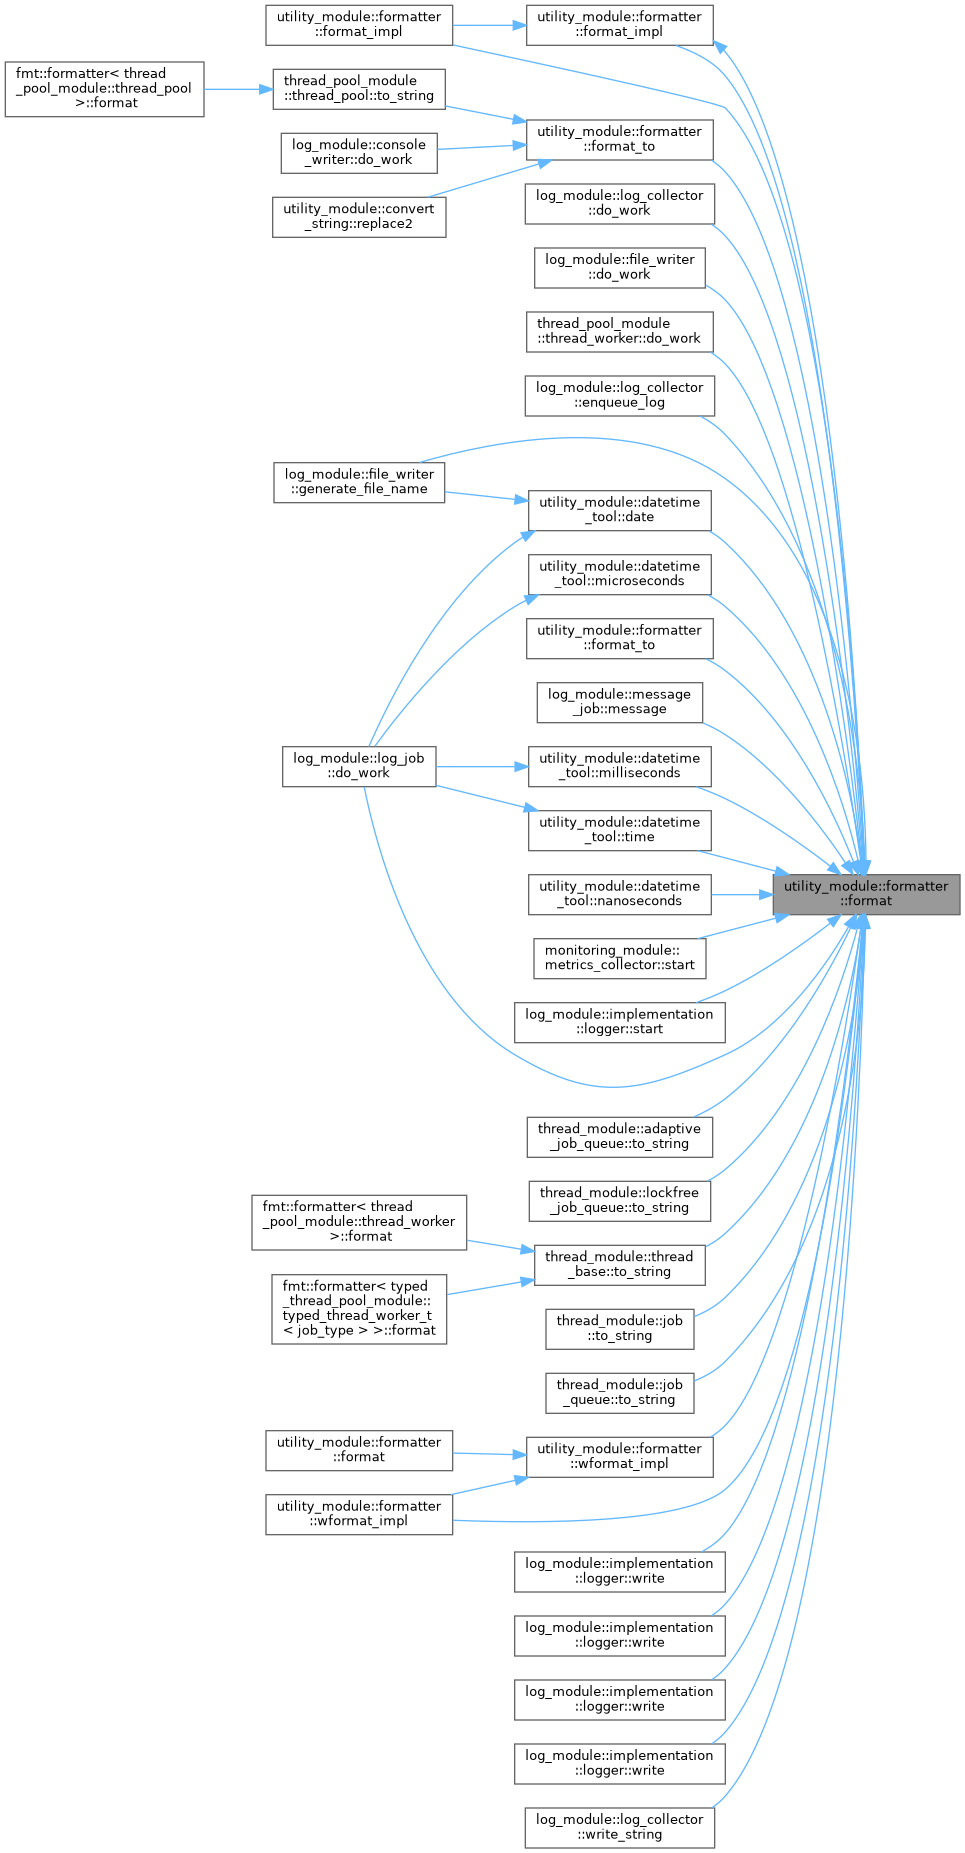 utility_module::formatter
::format_impl
utility_module::formatter
::format_impl
fmt::formatter< thread
_pool_module::thread_pool
>::format
thread_pool_module
::thread_pool::to_string
utility_module::formatter
::format_to
log_module::console
_writer::do_work
utility_module::convert
_string::replace2
log_module::log_collector
::do_work
log_module::file_writer
::do_work
thread_pool_module
::thread_worker::do_work
log_module::log_collector
::enqueue_log
log_module::file_writer
::generate_file_name
utility_module::datetime
_tool::date
utility_module::datetime
_tool::microseconds
utility_module::formatter
::format_to
log_module::message
_job::message
log_module::log_job
::do_work
utility_module::datetime
_tool::milliseconds
utility_module::datetime
_tool::time
utility_module::formatter
::format
utility_module::datetime
_tool::nanoseconds
monitoring_module::
metrics_collector::start
log_module::implementation
::logger::start
thread_module::adaptive
_job_queue::to_string
thread_module::lockfree
_job_queue::to_string
fmt::formatter< thread
_pool_module::thread_worker
>::format
thread_module::thread
_base::to_string
fmt::formatter< typed
_thread_pool_module::
typed_thread_worker_t
< job_type > >::format
thread_module::job
::to_string
thread_module::job
_queue::to_string
utility_module::formatter
::format
utility_module::formatter
::wformat_impl
utility_module::formatter
::wformat_impl
log_module::implementation
::logger::write
log_module::implementation
::logger::write
log_module::implementation
::logger::write
log_module::implementation
::logger::write
log_module::log_collector
::write_string